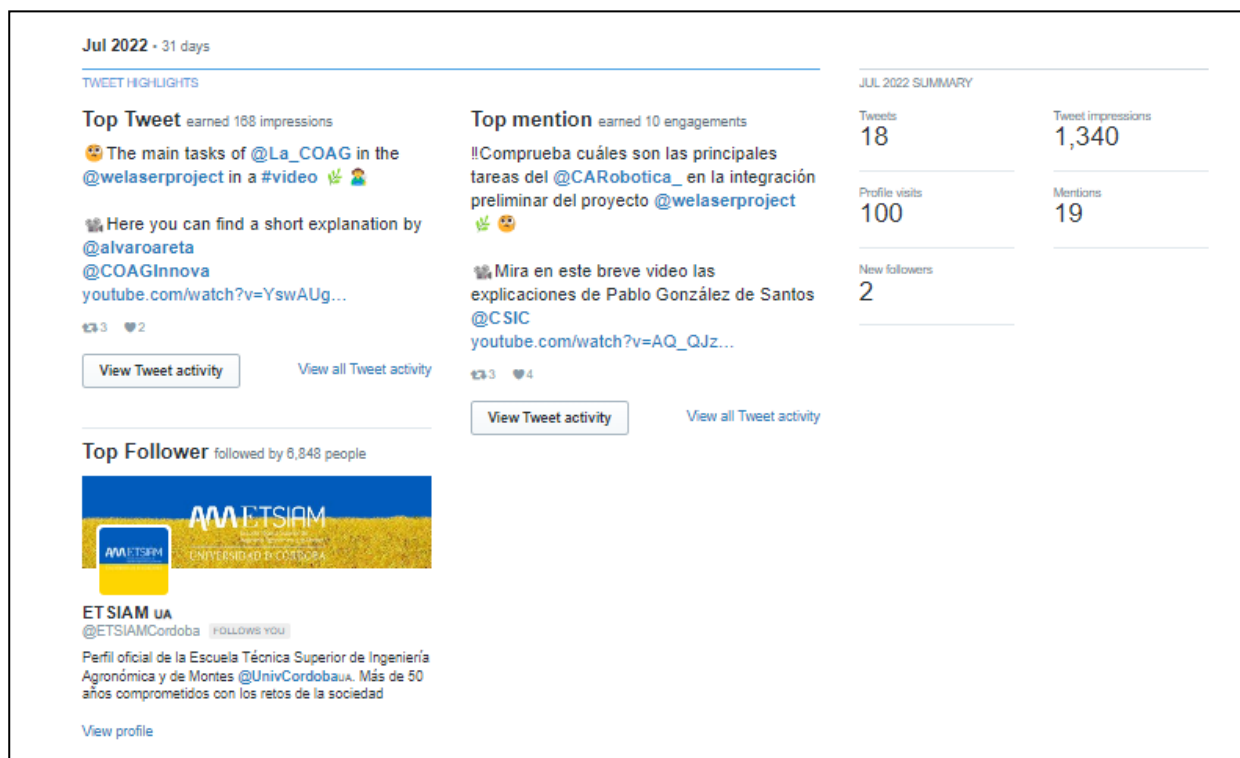 Jul 2022 • 31 days
TWEET HIGHLIGHTS
Top Tweet earned 168 impressions
The main tasks of @La_COAG in the
@welaserproject in a #video
Here you can find a short explanation by
@alvaroareta
@COAGInnova
youtube.com/watch?v=YswAUg...
3 2
View Tweet activity View all Tweet activity
Top mention earned 10 engagements
!!Comprueba cuáles son las principales
tareas del @CARobotica_ en la integración
preliminar del proyecto @welaserproject
Mira en este breve video las
explicaciones de Pablo González de Santos
@CSIC
youtube.com/watch?v=AQ_QJz...
3 4
View Tweet activity View all Tweet activity
Top Follower followed by 6,848 people
ETSIAM
UNIVERSIDAD D CORDOBA
ETSIAM
ETSIAM UA
@ETSIAMCordoba FOLLOWS YOU
Perfil oficial de la Escuela Técnica Superior de Ingeniería
Agronómica y de Montes @UnivCordobaUA. Más de 50
años comprometidos con los retos de la sociedad
View profile
JUL 2022 SUMMARY
Tweets
18
Tweet impressions
1,340
Profile visits
100
Mentions
19
New followers
2